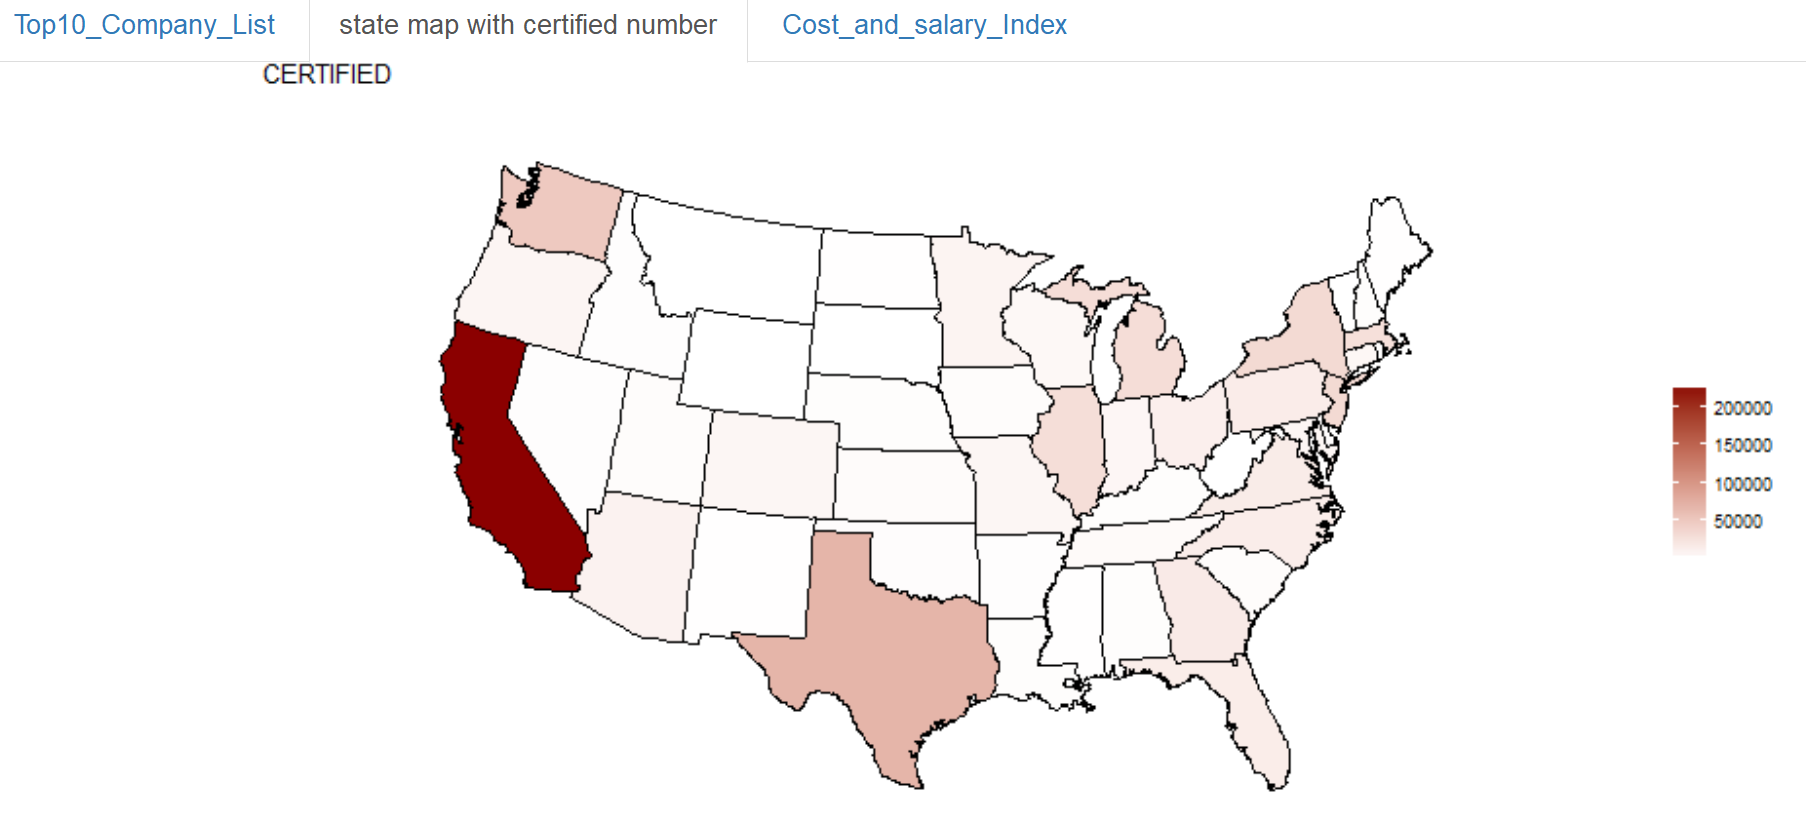 Top10_Company_List state map with certified number Cost_and_salary_Index
CERTIFIED
200000
150000
100000
50000